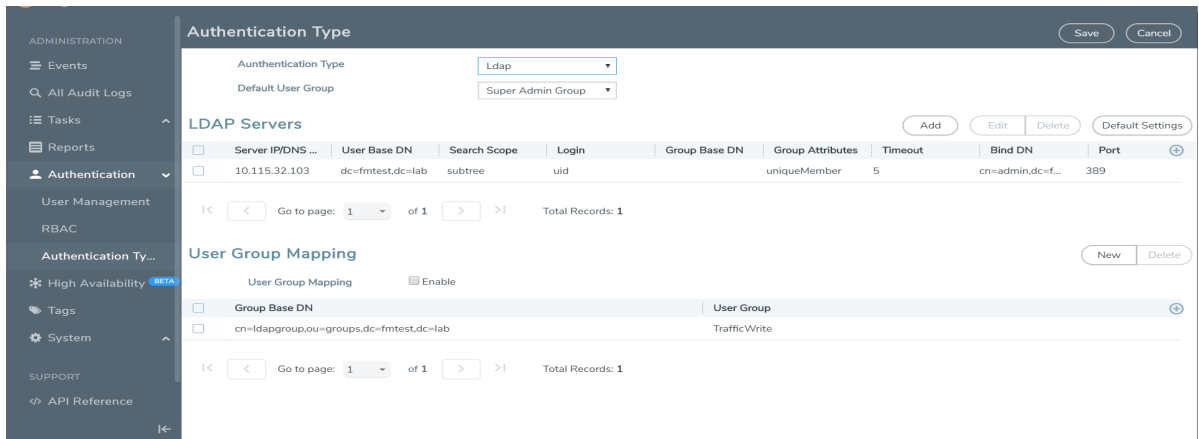 ADMINISTRATION
Events
All Audit Logs
Tasks
Reports
Authentication
User Management
RBAC
Authentication Ty...
High Availability BETA
Tags
System
SUPPORT
API Reference
Authentication Type
Save Cancel
Aunthentication Type Ldap
Default User Group Super Admin Group
LDAP Servers
Add Edit Delete Default Settings
Server IP/DNS ... User Base DN Search Scope Login Group Base DN Group Attributes Timeout Bind DN Port
10.115.32.103 dc=fmtest,dc=lab subtree uid uniqueMember 5 cn=admin,dc=f... 389
Go to page: 1 of 1 Total Records: 1
User Group Mapping
New Delete
User Group Mapping Enable
Group Base DN User Group
cn=ldapgroup,ou=groups,dc=fmtest,dc=lab TrafficWrite
Go to page: 1 of 1 Total Records: 1